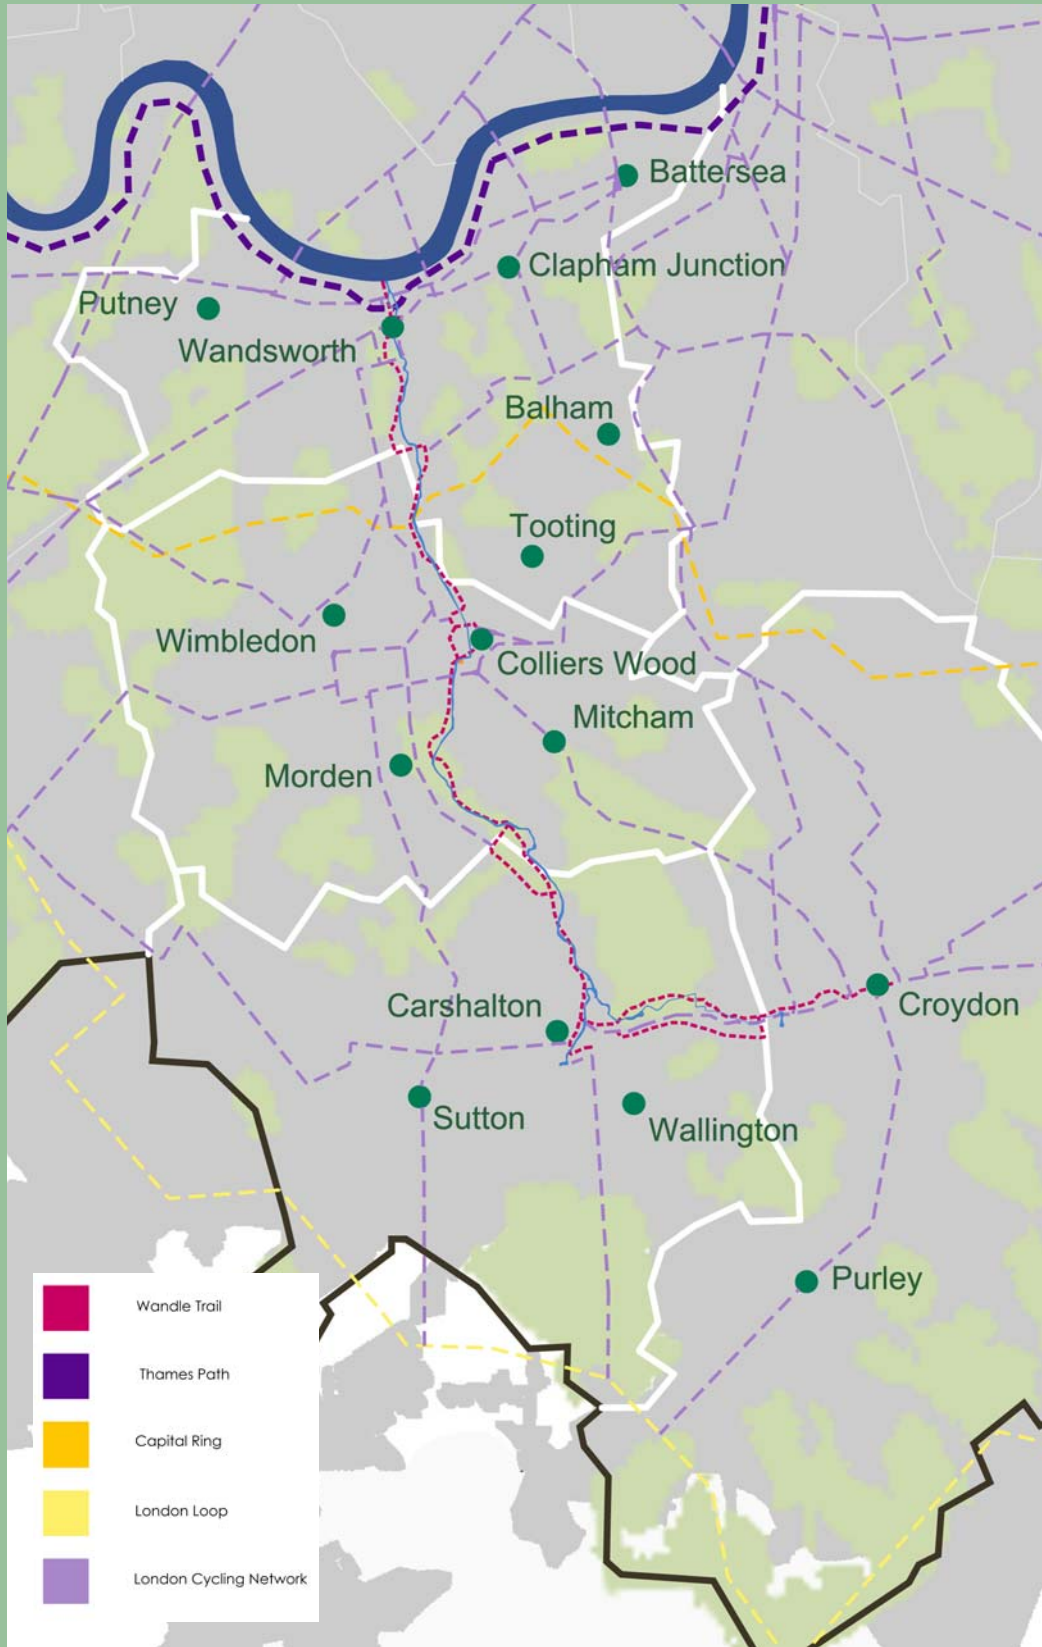 Battersea
Clapham Junction
Putney
Wandsworth
Balham
Tooting
Wimbledon
Colliers Wood
Mitcham
Morden
Carshalton
Croydon
Sutton
Wallington
Purley
Wandle Trail
Thames Path
Capital Ring
London Loop
London Cycling Network